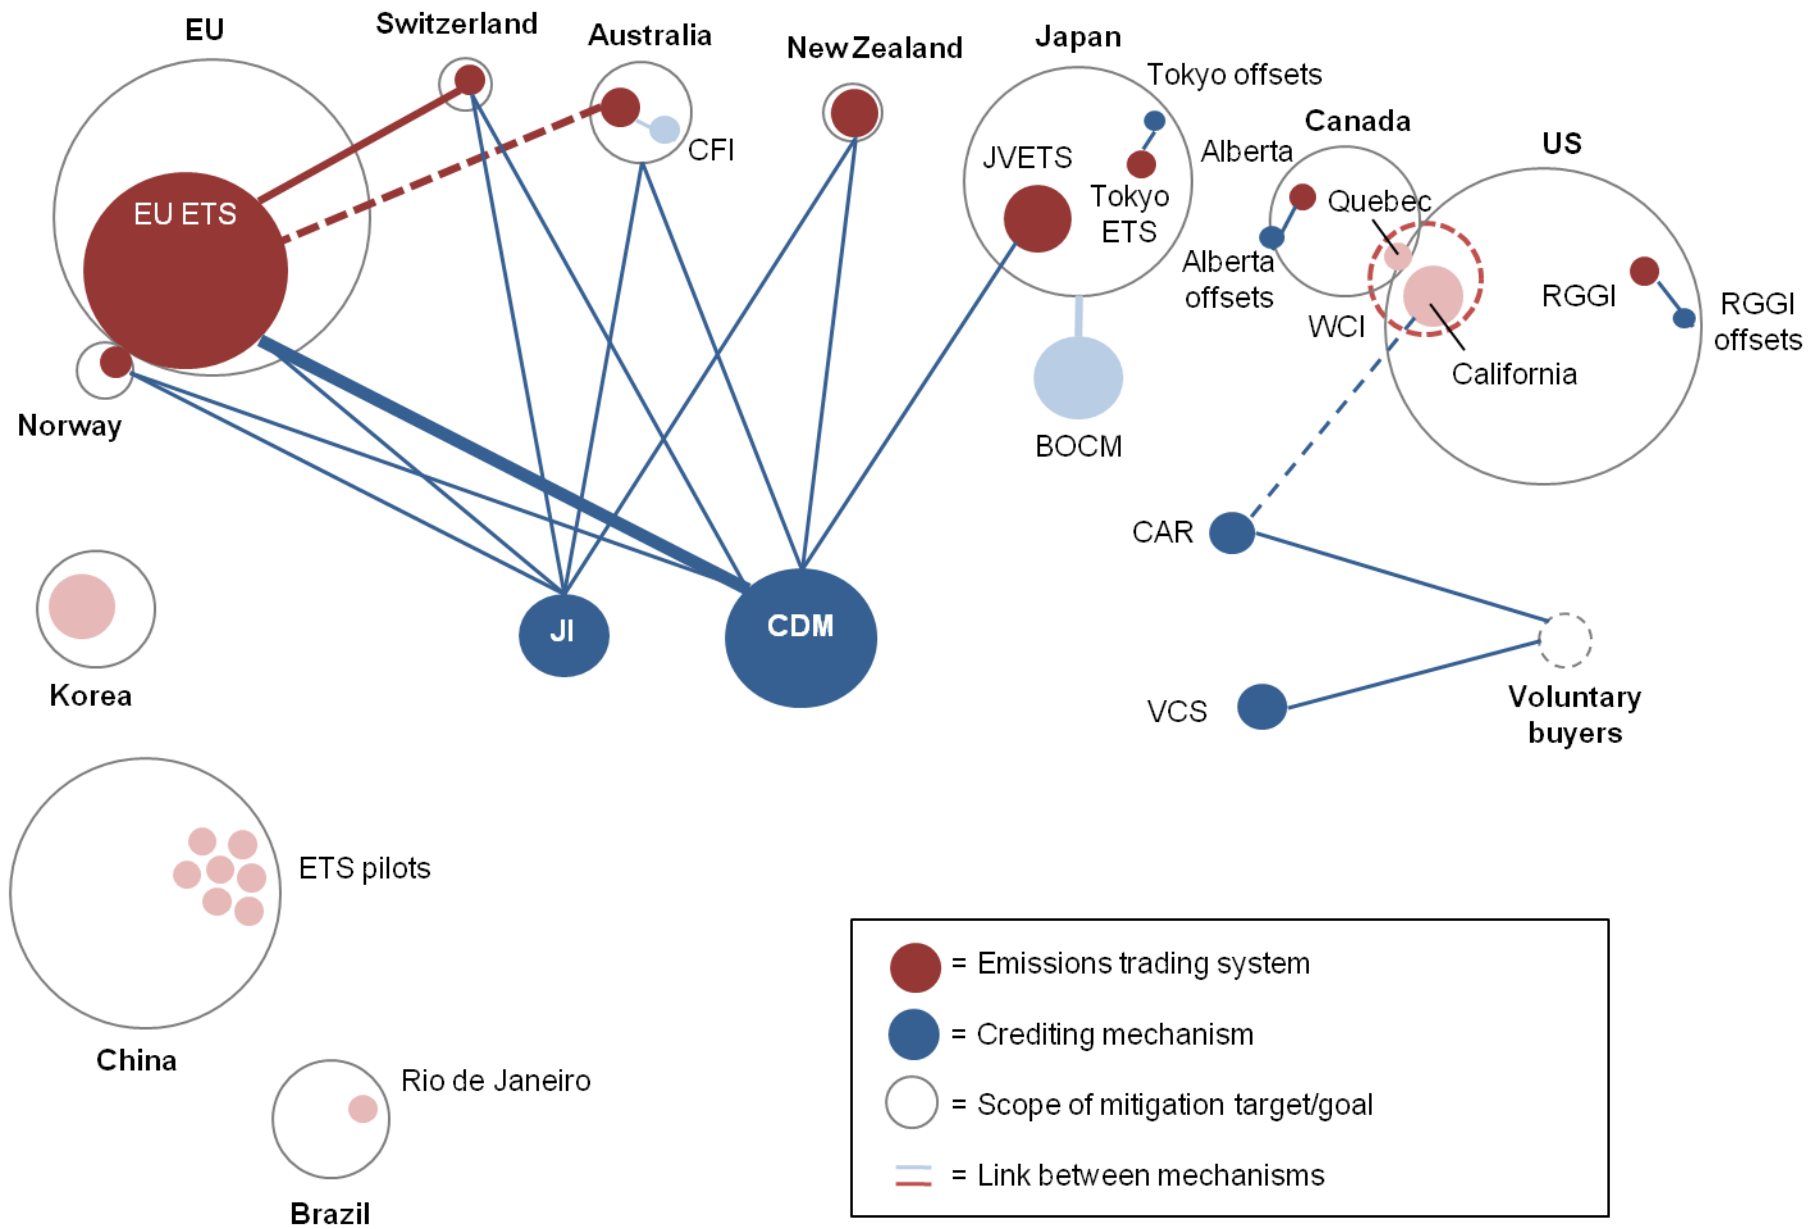 EU
Switzerland
Australia
New Zealand
Japan
Tokyo offsets
Canada
US
EU ETS
CFI
JVETS
Tokyo
ETS
Alberta
Quebec
Alberta
offsets
WCI
California
RGGI
RGGI
offsets
Norway
BOCM
CAR
JI
CDM
Korea
VCS
Voluntary
buyers
ETS pilots
China
Rio de Janeiro
Brazil
= Emissions trading system
= Crediting mechanism
= Scope of mitigation target/goal
= Link between mechanisms